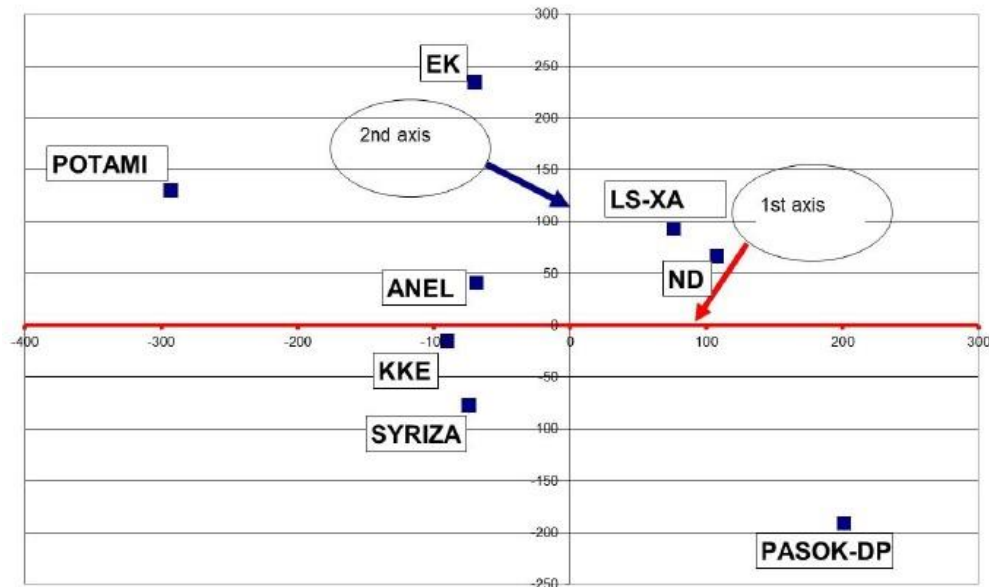 300
EK
250
200
2nd axis
POTAMI
150
LS-XA
1st axis
100
ND
50
ANEL
0
-400
-300
-200
-100
0
100
200
300
KKE
-50
SYRIZA
-100
-150
-200
PASOK-DP
-250